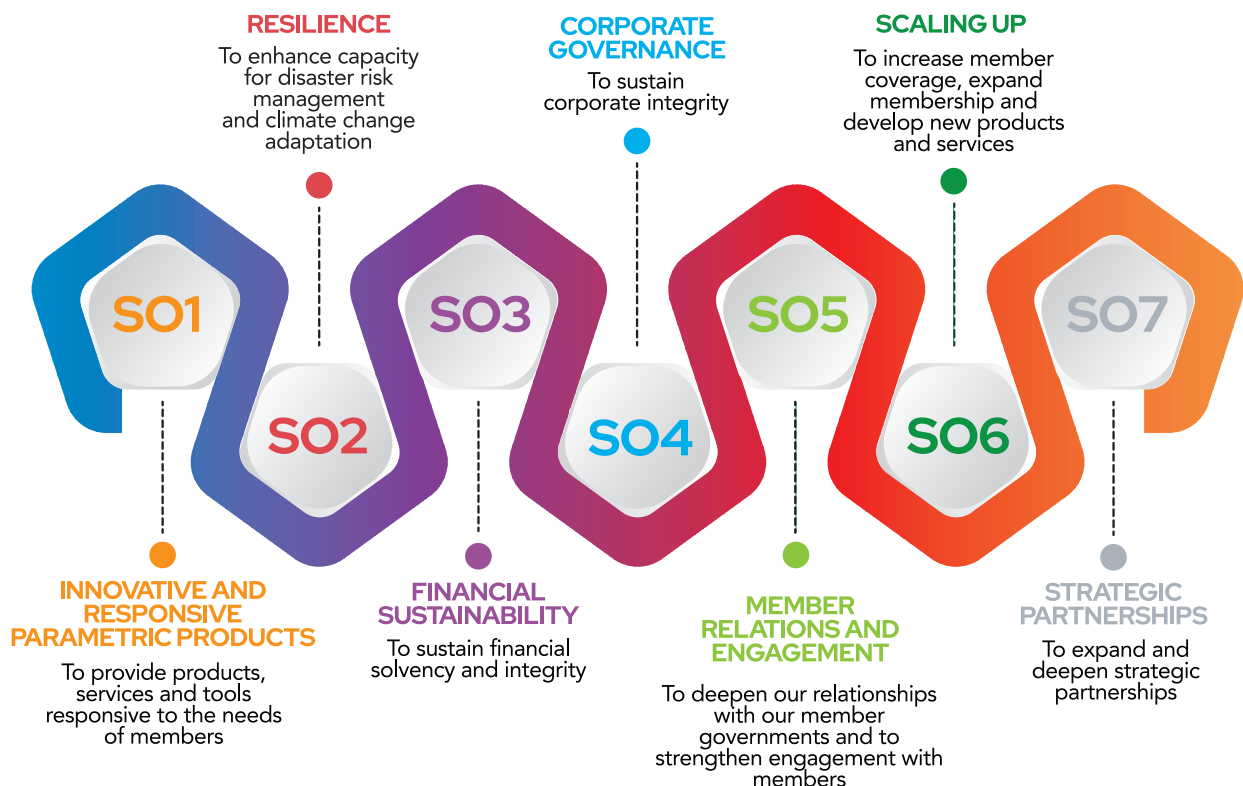 RESILIENCE
To enhance capacity
for disaster risk
management
and climate change
adaptation
CORPORATE
GOVERNANCE
To sustain
corporate integrity
SCALING UP
To increase member
coverage, expand
membership and
develop new products
and services
SO1
SO2
SO3
SO4
SO5
SO6
SO7
INNOVATIVE AND
RESPONSIVE
PARAMETRIC PRODUCTS
To provide products,
services and tools
responsive to the needs
of members
FINANCIAL
SUSTAINABILITY
To sustain financial
solvency and integrity
MEMBER
RELATIONS AND
ENGAGEMENT
To deepen our relationships
with our member
governments and to
strengthen engagement with
members
STRATEGIC
PARTNERSHIPS
To expand and
deepen strategic
partnerships